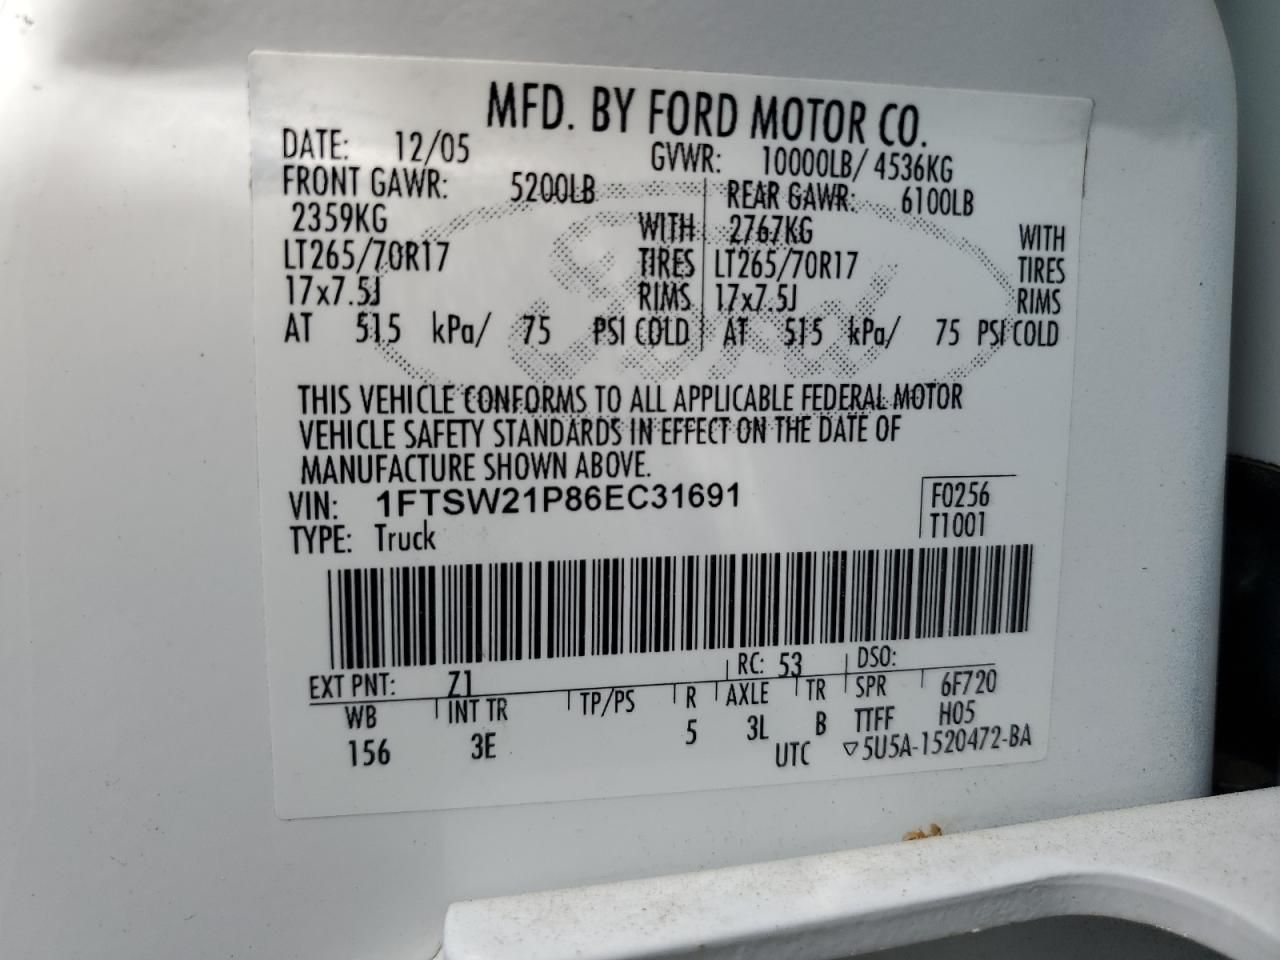 MFD. BY FORD MOTOR CO.
DATE: 12/05 GVWR: 10000LB/ 4536KG
FRONT GAWR: 5200LB REAR GAWR: 6100LB
2359KG WITH 2767KG WITH
LT265/70R17 TIRES LT265/70R17 TIRES
17x7.5J RIMS 17x7.5J RIMS
AT 515 kPa/ 75 PSI COLD AT 515 kPa/ 75 PSI COLD
Ford
THIS VEHICLE CONFORMS TO ALL APPLICABLE FEDERAL MOTOR
VEHICLE SAFETY STANDARDS IN EFFECT ON THE DATE OF
MANUFACTURE SHOWN ABOVE.
VIN: 1FTSW21P86EC31691 F0256
TYPE: Truck T1001
EXT PNT: Z1 RC: 53 DSO:
WB INT TR TP/PS R AXLE TR SPR 6F720
156 3E 5 3L B TTFF H05
UTC ▽5U5A-1520472-BA